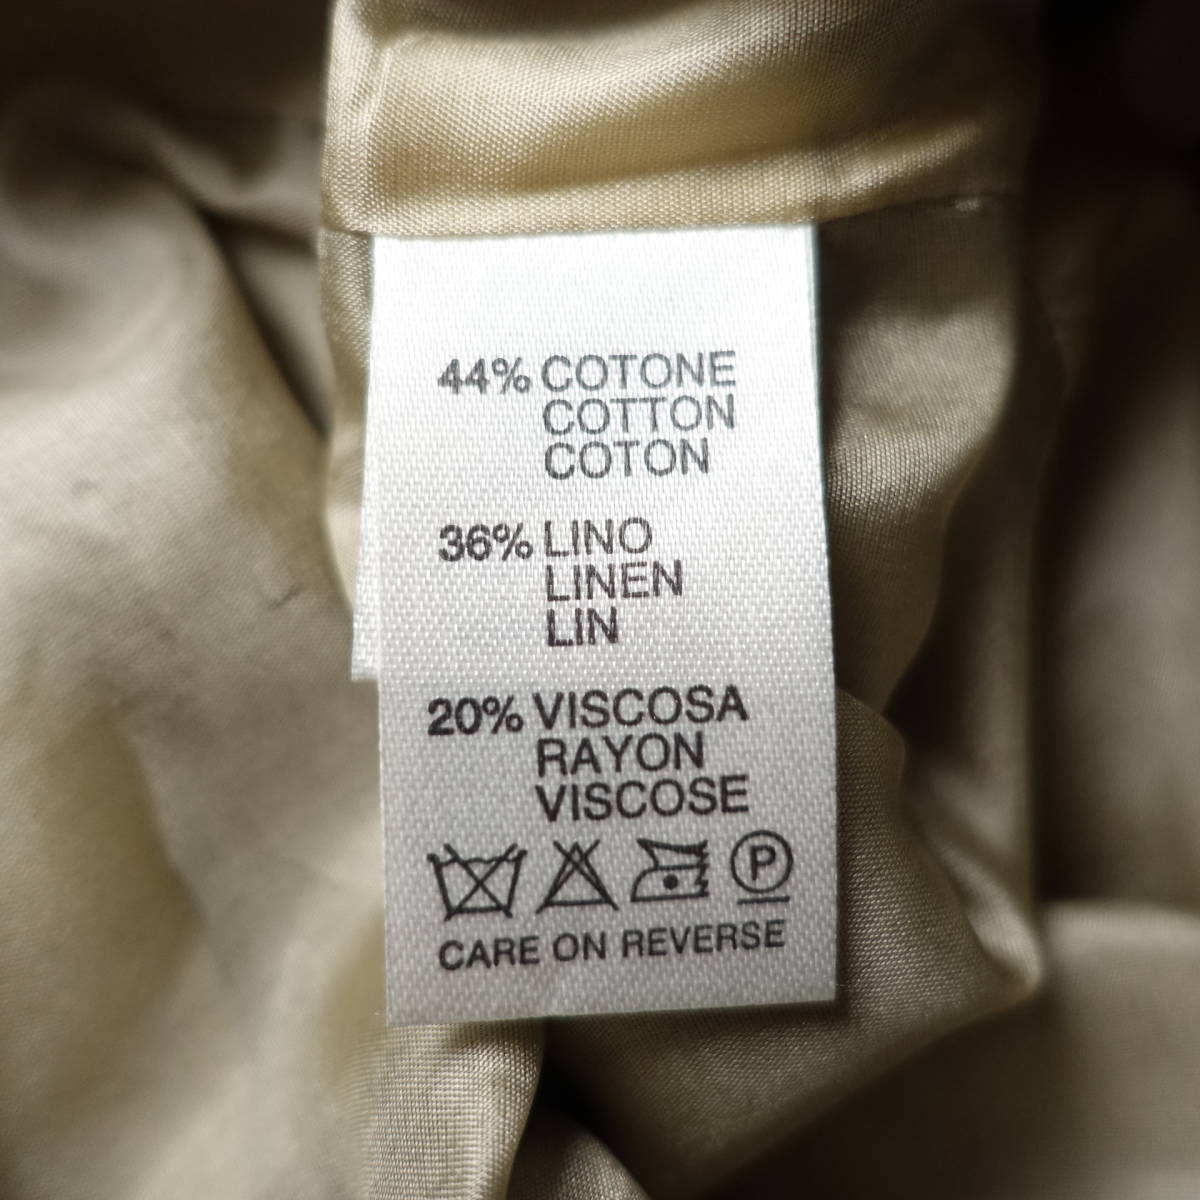 44% COTONE
COTTON
COTON
36% LINO
LINEN
LIN
20% VISCOSA
RAYON
VISCOSE
P
CARE ON REVERSE